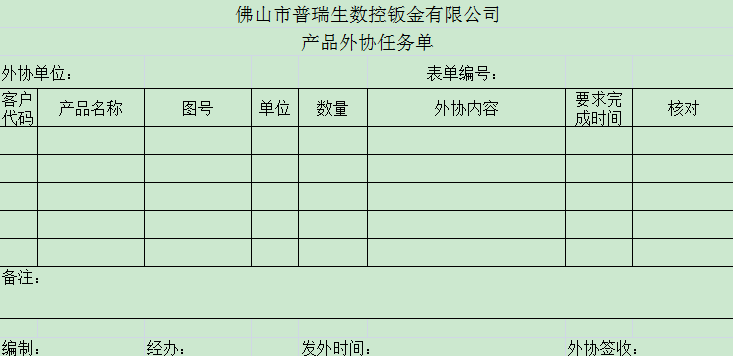 佛山市普瑞生数控钣金有限公司
产品外协任务单
外协单位： 表单编号：
客户代码 产品名称 图号 单位 数量 外协内容 要求完成时间 核对
备注：
编制： 经办： 发外时间： 外协签收：